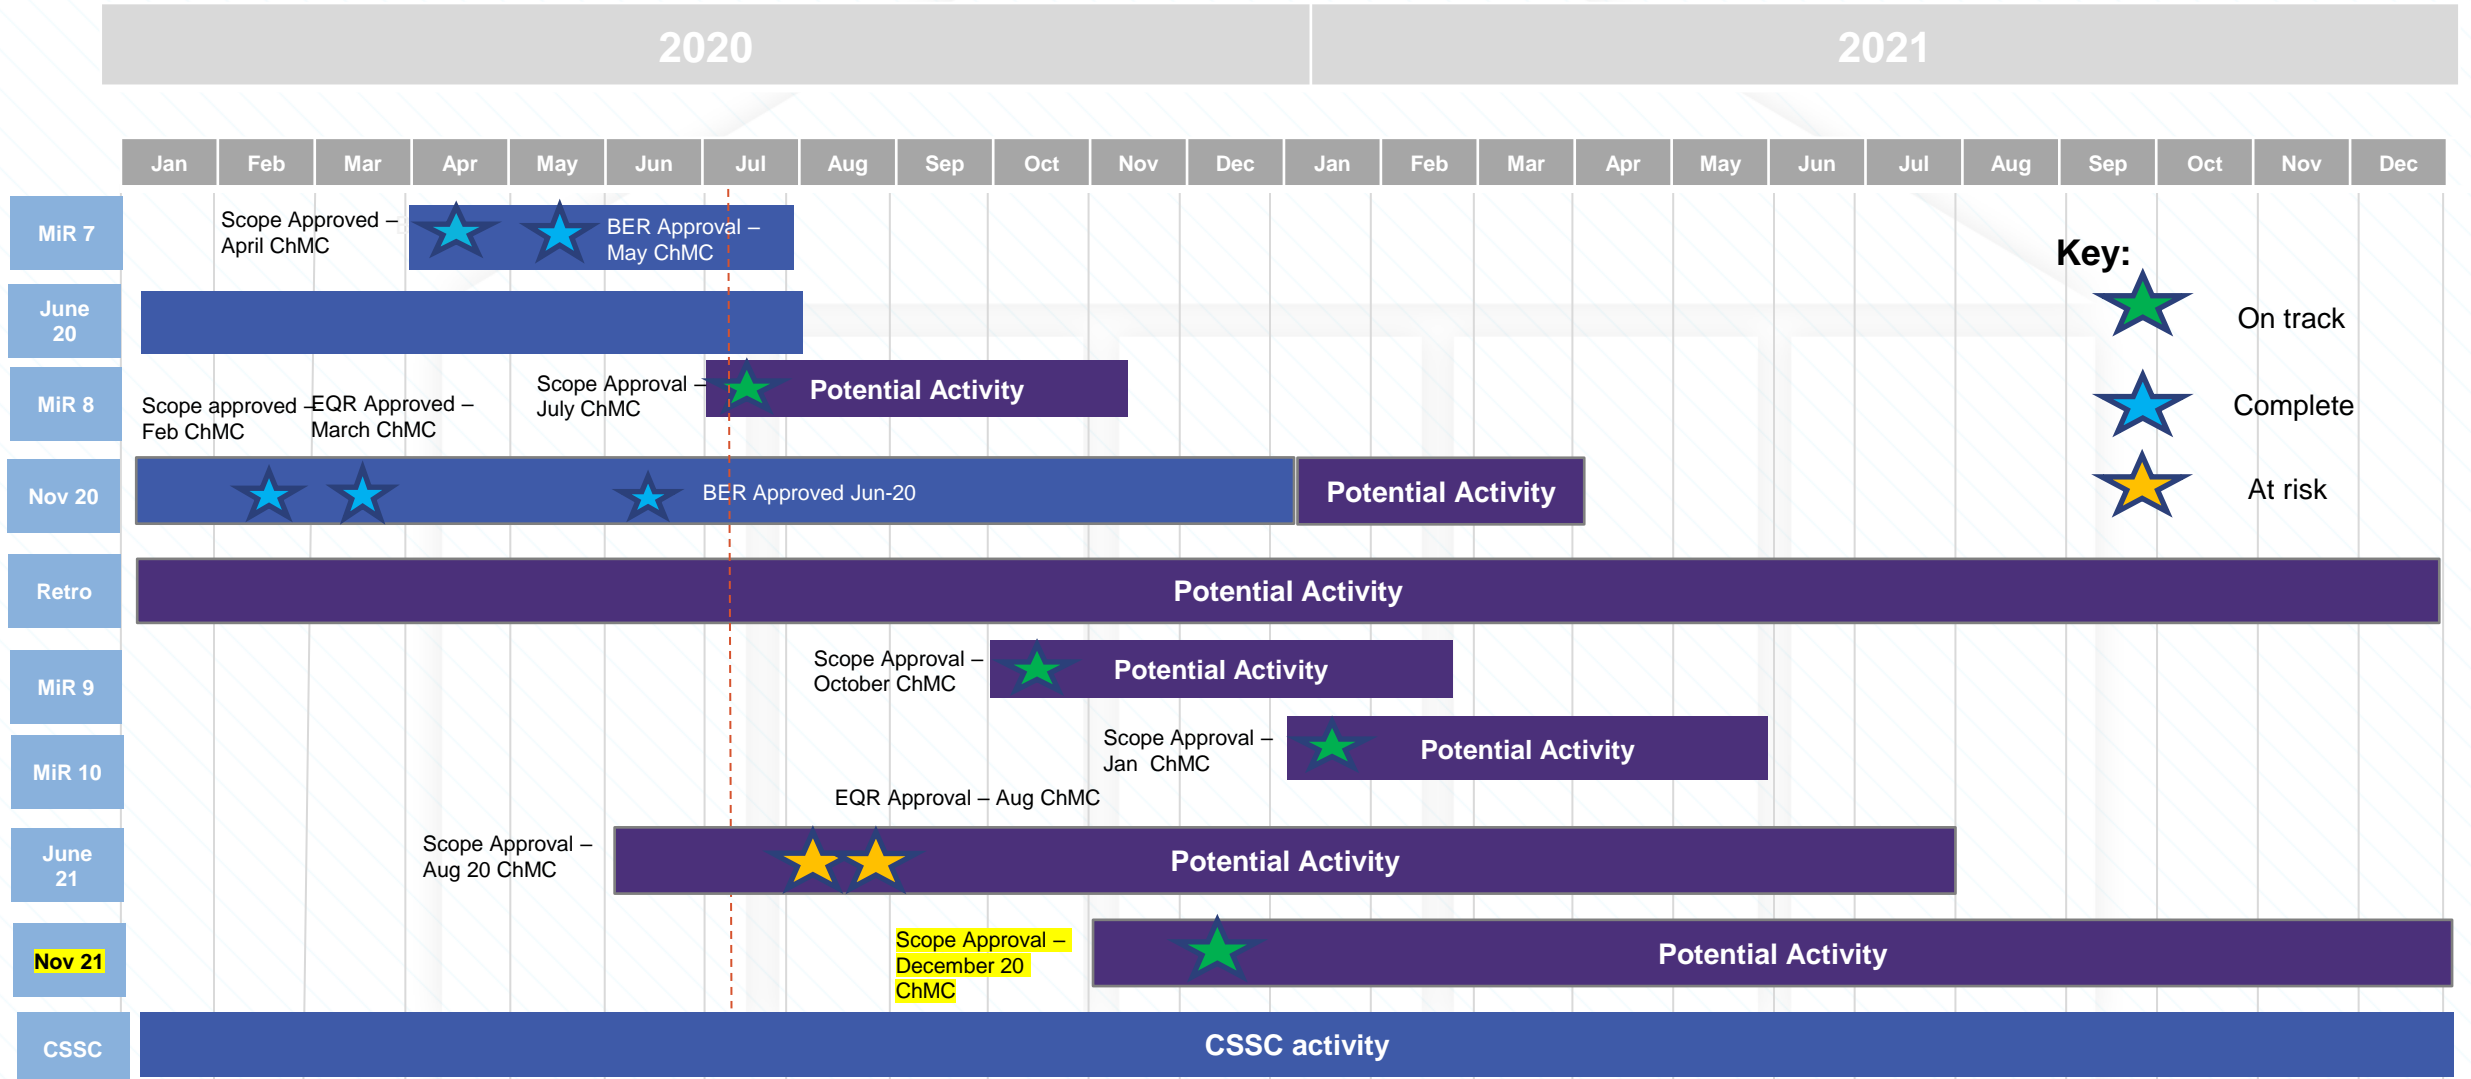 2020
2021
Jan
Feb
Mar
Apr
May
Jun
Jul
Aug
Sep
Oct
Nov
Dec
Jan
Feb
Mar
Apr
May
Jun
Jul
Aug
Sep
Oct
Nov
Dec
MiR 7
Scope Approved –
April ChMC
BER Approval –
May ChMC
Key:
On track
Complete
At risk
June
20
MiR 8
Scope approved –
Feb ChMC
EQR Approved –
March ChMC
Scope Approval –
July ChMC
Potential Activity
Nov 20
BER Approved Jun-20
Potential Activity
Retro
Potential Activity
MiR 9
Scope Approval –
October ChMC
Potential Activity
MiR 10
Scope Approval –
Jan  ChMC
Potential Activity
EQR Approval – Aug ChMC
June
21
Scope Approval –
Aug 20 ChMC
Potential Activity
Nov 21
Scope Approval –
December 20
ChMC
Potential Activity
CSSC
CSSC activity